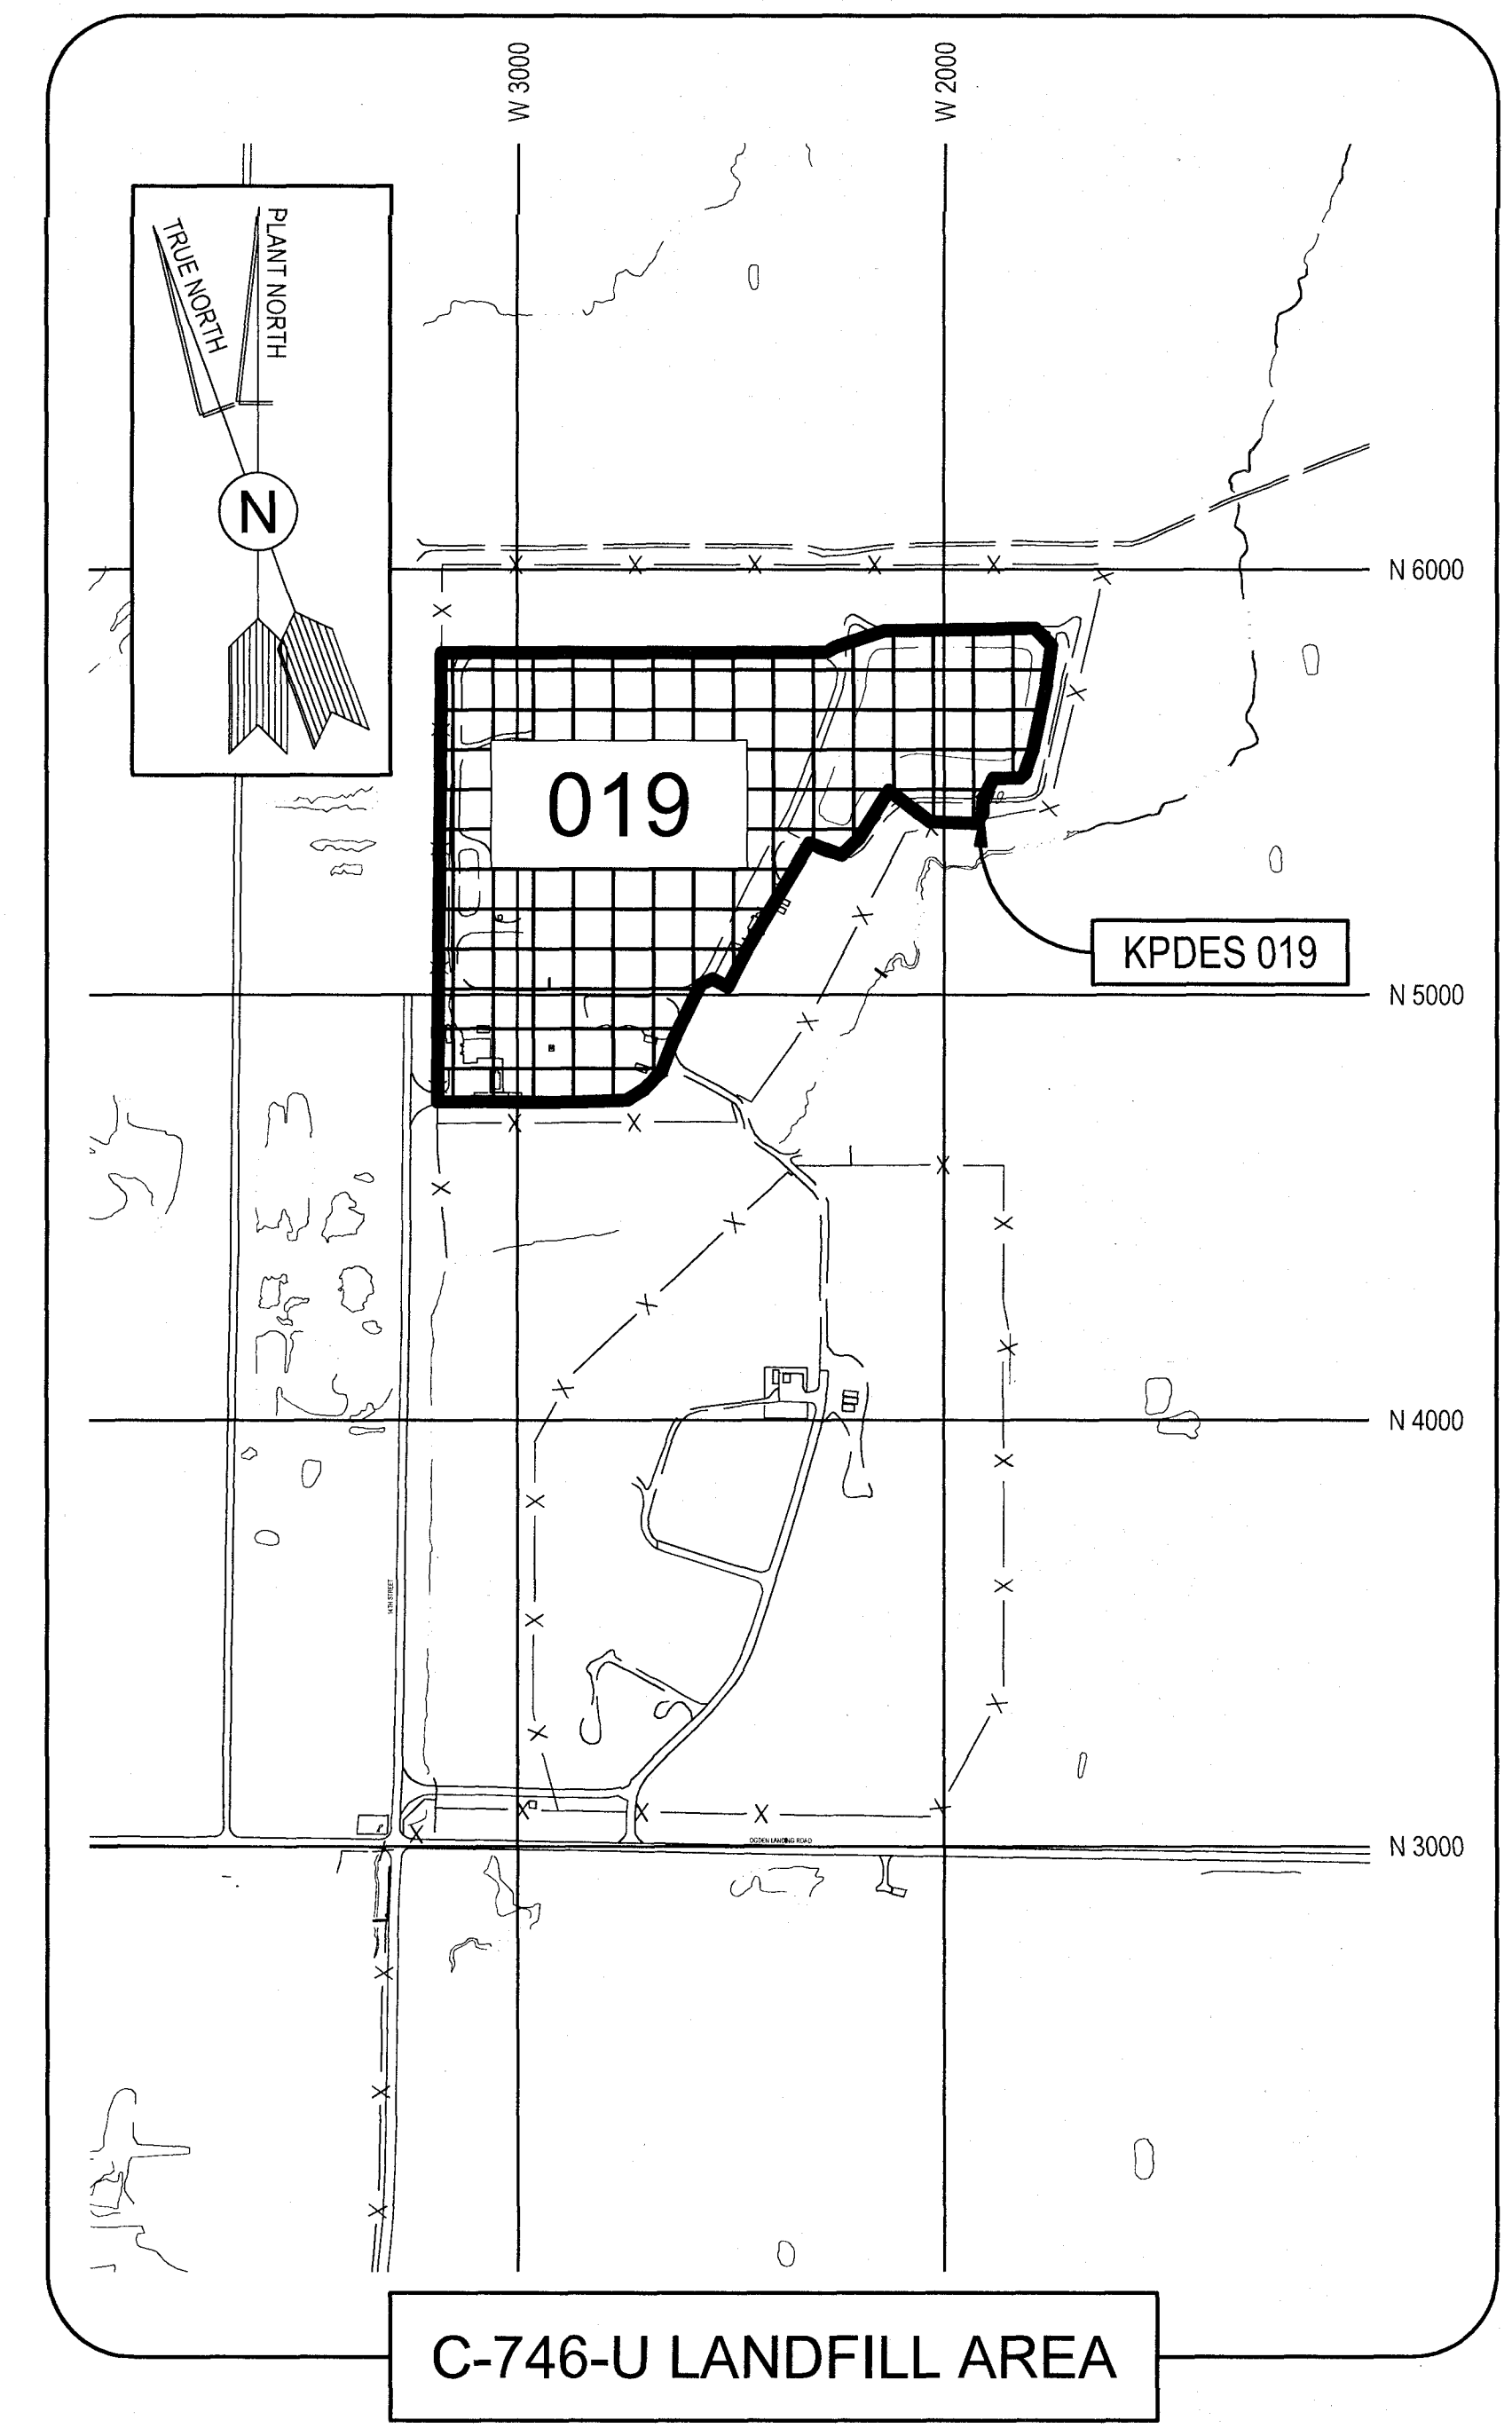 W 3000
W 2000
PLANT NORTH
TRUE NORTH
N
N 6000
019
KPDES 019
N 5000
N 4000
14TH STREET
OGDEN LANDING ROAD
N 3000
C-746-U LANDFILL AREA